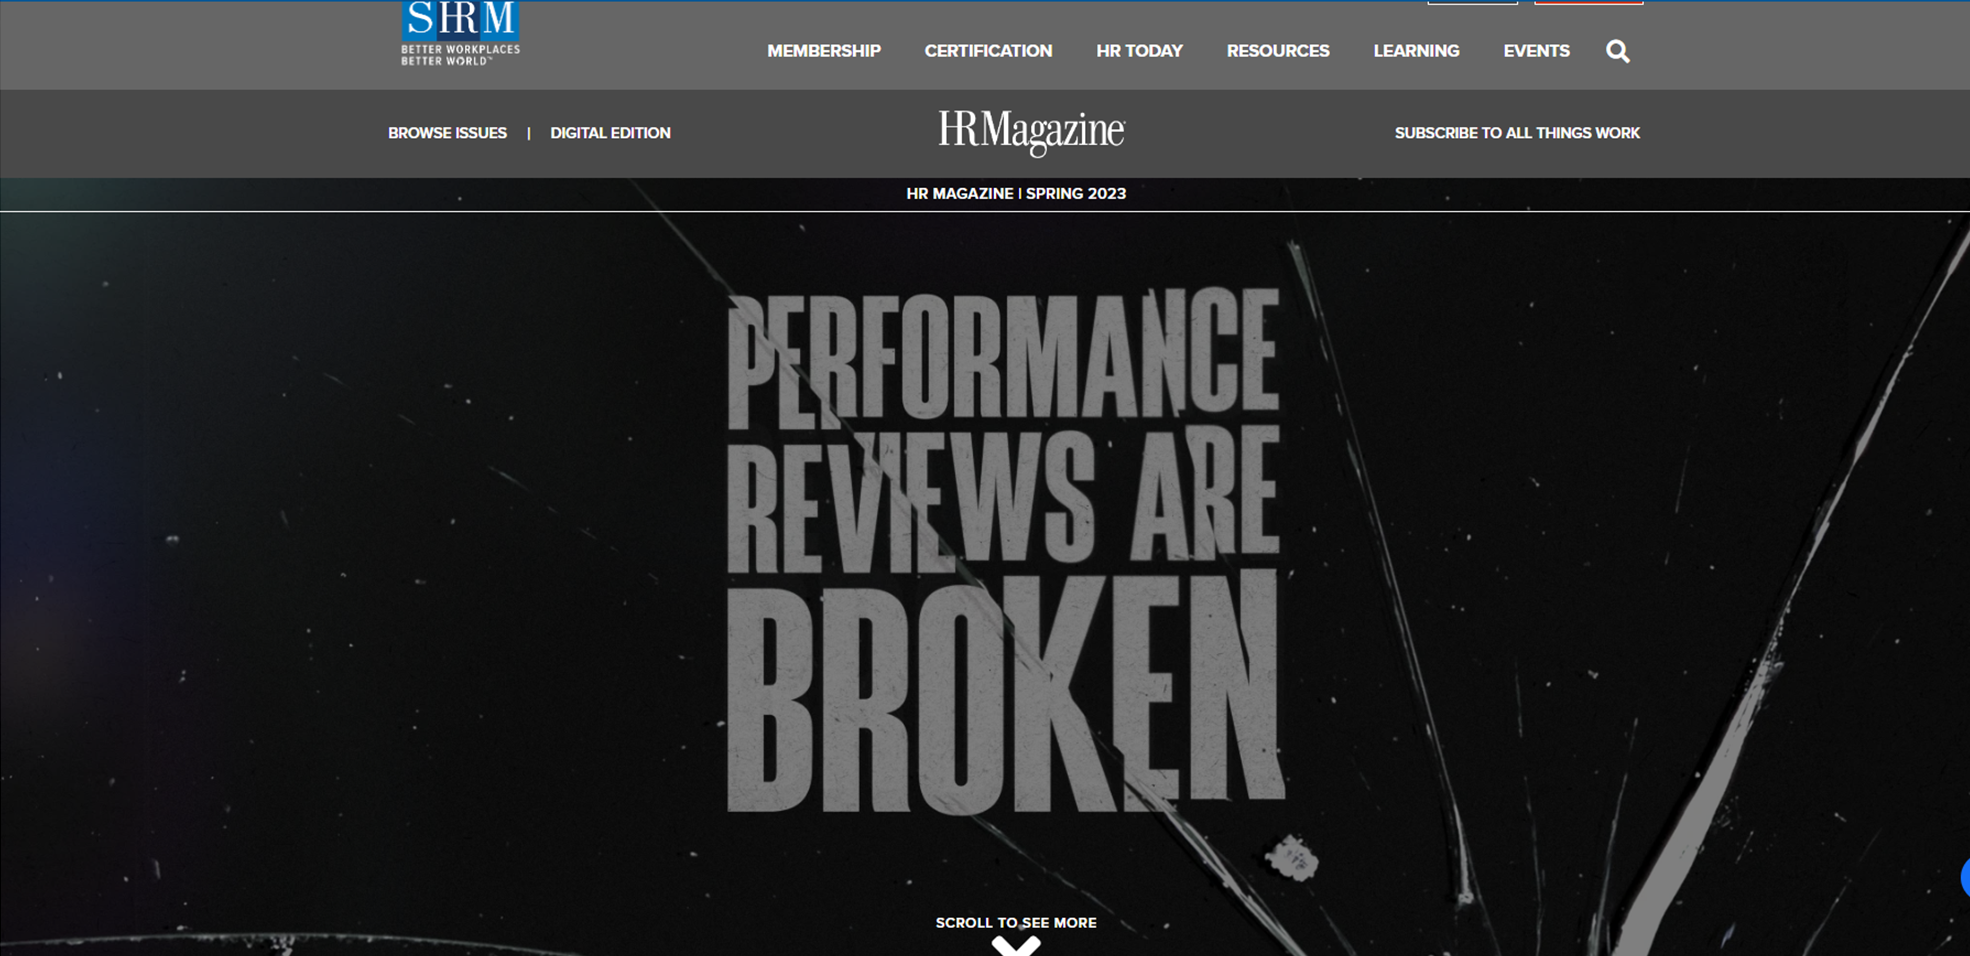 SHRM
BETTER WORKPLACES
BETTER WORLD™
MEMBERSHIP
CERTIFICATION
HR TODAY
RESOURCES
LEARNING
EVENTS
BROWSE ISSUES | DIGITAL EDITION
HRMagazine
SUBSCRIBE TO ALL THINGS WORK
HR MAGAZINE | SPRING 2023
PERFORMANCE
REVIEWS ARE
BROKEN
SCROLL TO SEE MORE